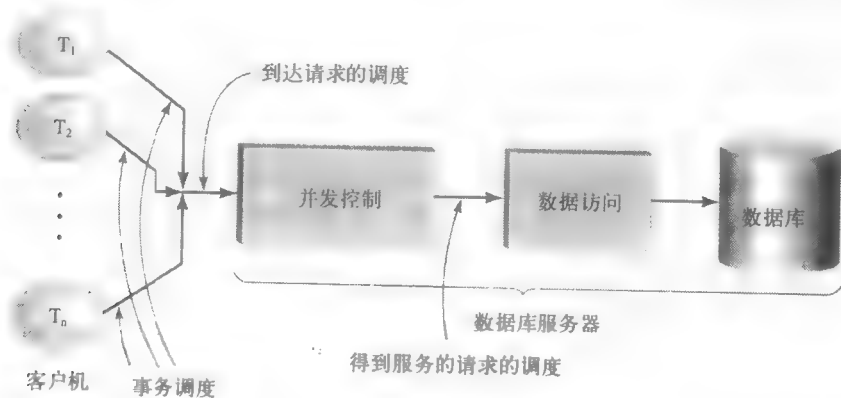 T₁
到达请求的调度
T₂
并发控制
数据访问
数据库
Tₙ
数据库服务器
得到服务的请求的调度
客户机
事务调度